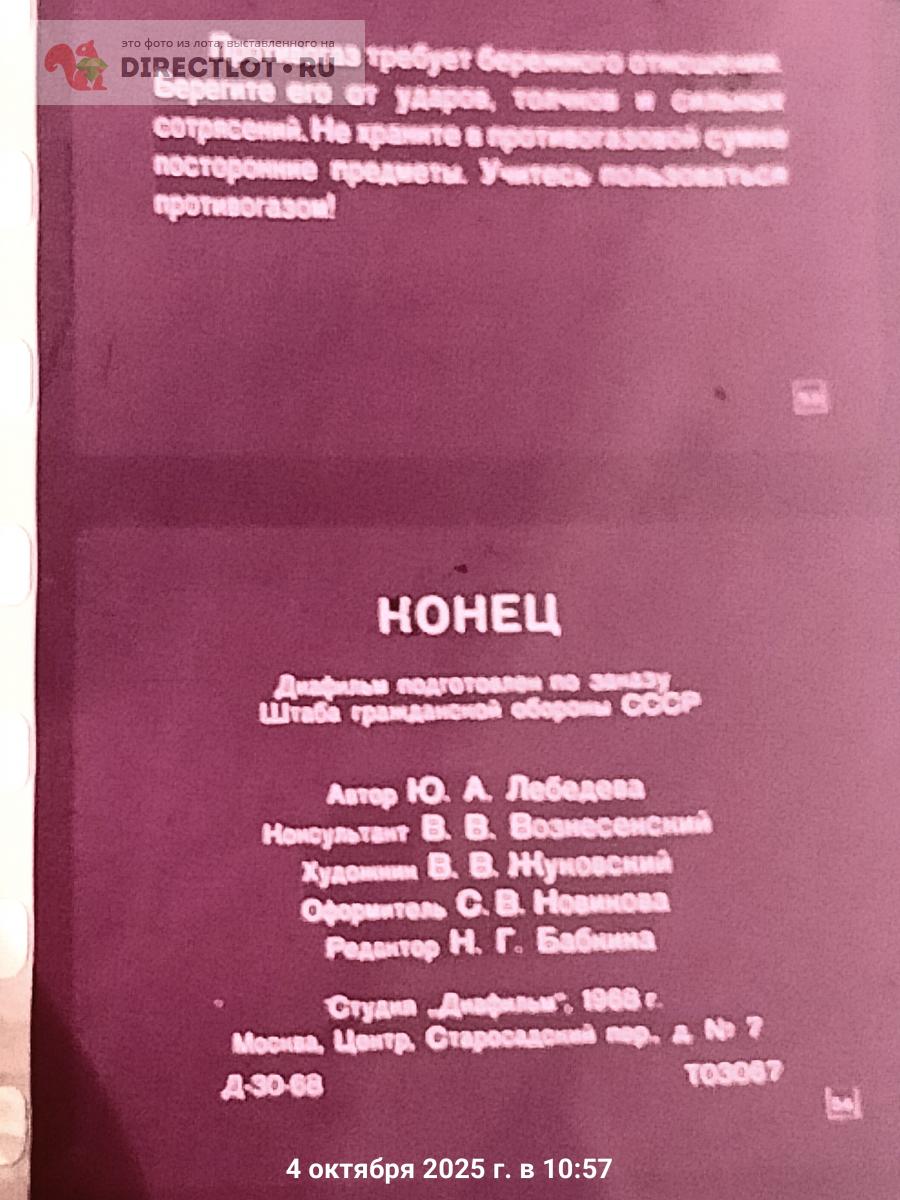 это фото из лота, выставленного на
DIRECTLOT.RU
Противогаз требует бережного отношения.
Берегите его от ударов, толчков и сильных
сотрясений. Не храните в противогазовой сумке
посторонние предметы. Учитесь пользоваться
противогазом!
КОНЕЦ
Диафильм подготовлен по заказу
Штаба гражданской обороны СССР
Автор Ю. А. Лебедева
Консультант В. В. Вознесенский
Художник В. В. Жуковский
Оформитель С. В. Новикова
Редактор Н. Г. Бабкина
Студия „Диафильм", 1968 г.
Москва, Центр, Старосадский пер., д. № 7
Д-30-68 Т03067
34
4 октября 2025 г. в 10:57